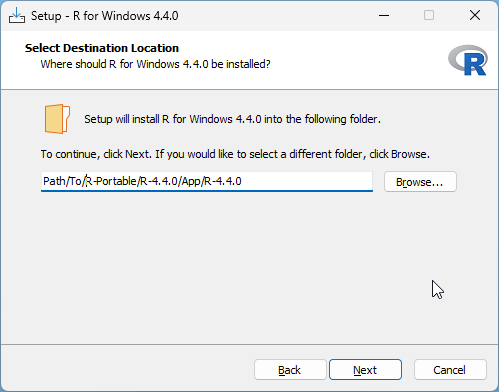 Setup - R for Windows 4.4.0
Select Destination Location
Where should R for Windows 4.4.0 be installed?
R
Setup will install R for Windows 4.4.0 into the following folder.
To continue, click Next. If you would like to select a different folder, click Browse.
Path/To/R-Portable/R-4.4.0/App/R-4.4.0
Browse...
Back
Next
Cancel